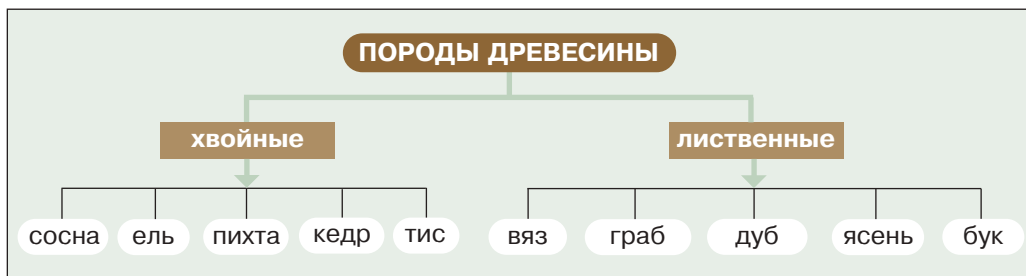 ПОРОДЫ ДРЕВЕСИНЫ
хвойные лиственные
сосна ель пихта кедр тис вяз граб дуб ясень бук